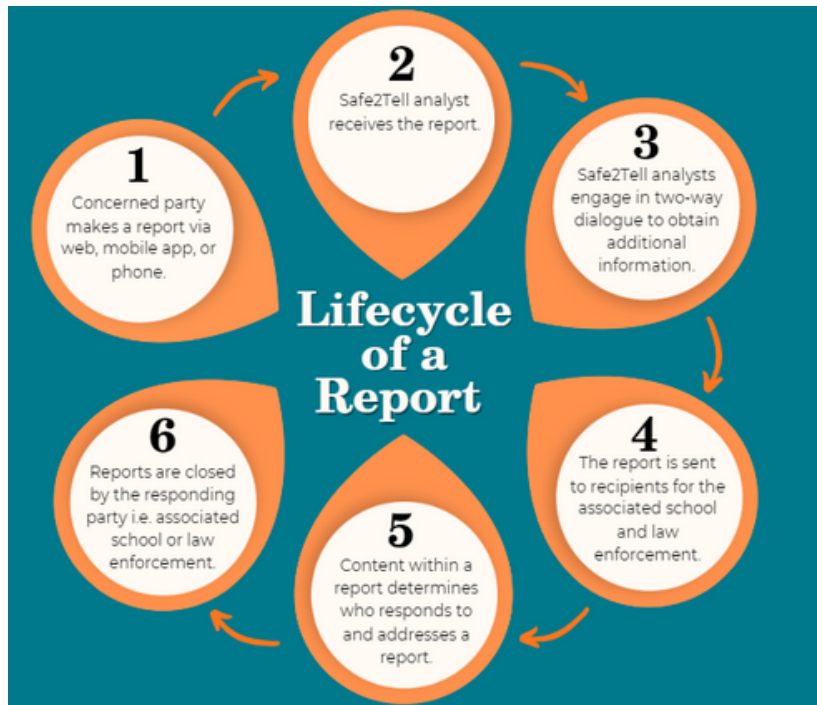 1
Concerned party
makes a report via
web, mobile app, or
phone.
2
Safe2Tell analyst
receives the report.
3
Safe2Tell analysts
engage in two-way
dialogue to obtain
additional
information.
Lifecycle
of a
Report
4
The report is sent
to recipients for the
associated school
and law
enforcement.
5
Content within a
report determines
who responds to
and addresses a
report.
6
Reports are closed
by the responding
party i.e. associated
school or law
enforcement.